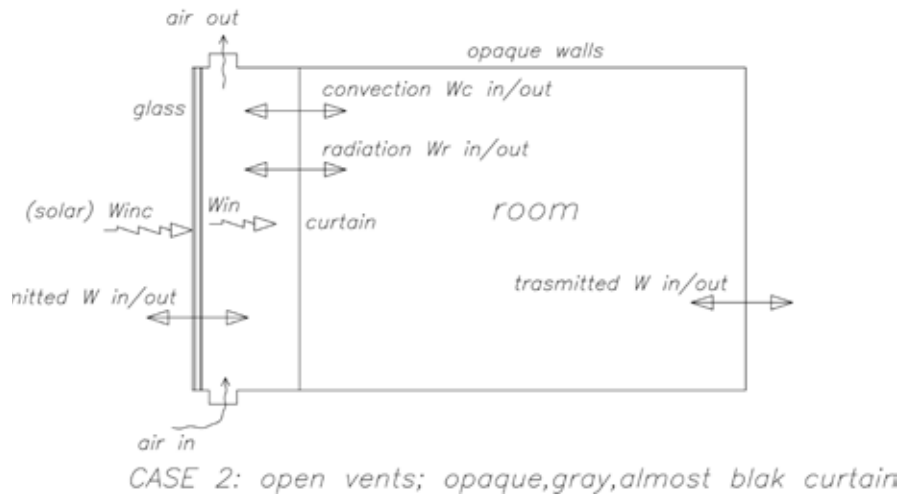 air out
opaque walls
glass
convection Wc in/out
radiation Wr in/out
(solar) Winc
Win
curtain
room
nitted W in/out
trasmitted W in/out
air in
CASE 2: open vents; opaque,gray,almost blak curtain